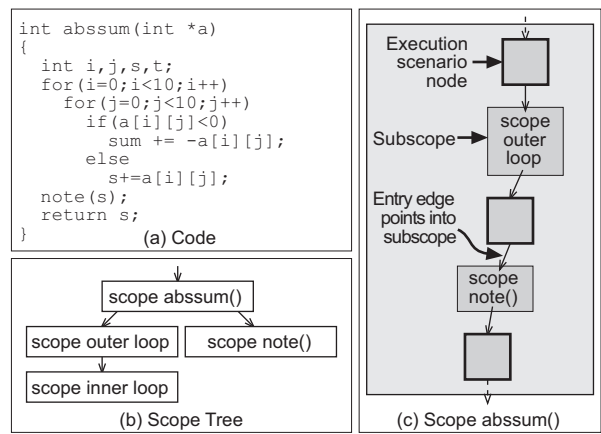 int abssum(int *a)
{
int i,j,s,t;
for(i=0;i<10;i++)
for(j=0;j<10;j++)
if(a[i][j]<0)
sum += -a[i][j];
else
s+=a[i][j];
note(s);
return s;
}
(a) Code
scope abssum()
scope outer loop
scope note()
scope inner loop
(b) Scope Tree
Execution
scenario
node
Subscope
scope
outer
loop
Entry edge
points into
subscope
scope
note()
(c) Scope abssum()